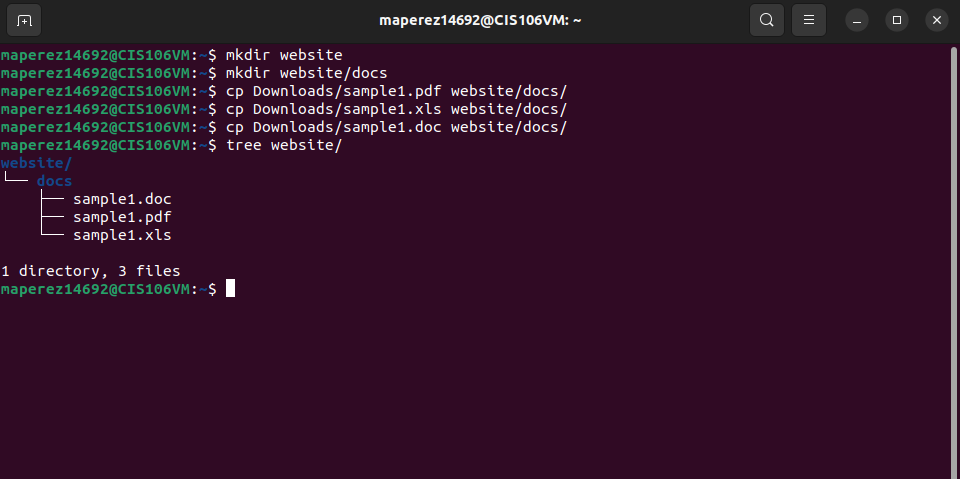 maperez14692@CIS106VM: ~
maperez14692@CIS106VM:~$ mkdir website
maperez14692@CIS106VM:~$ mkdir website/docs
maperez14692@CIS106VM:~$ cp Downloads/sample1.pdf website/docs/
maperez14692@CIS106VM:~$ cp Downloads/sample1.xls website/docs/
maperez14692@CIS106VM:~$ cp Downloads/sample1.doc website/docs/
maperez14692@CIS106VM:~$ tree website/
website/
└── docs
    ├── sample1.doc
    ├── sample1.pdf
    └── sample1.xls
1 directory, 3 files
maperez14692@CIS106VM:~$